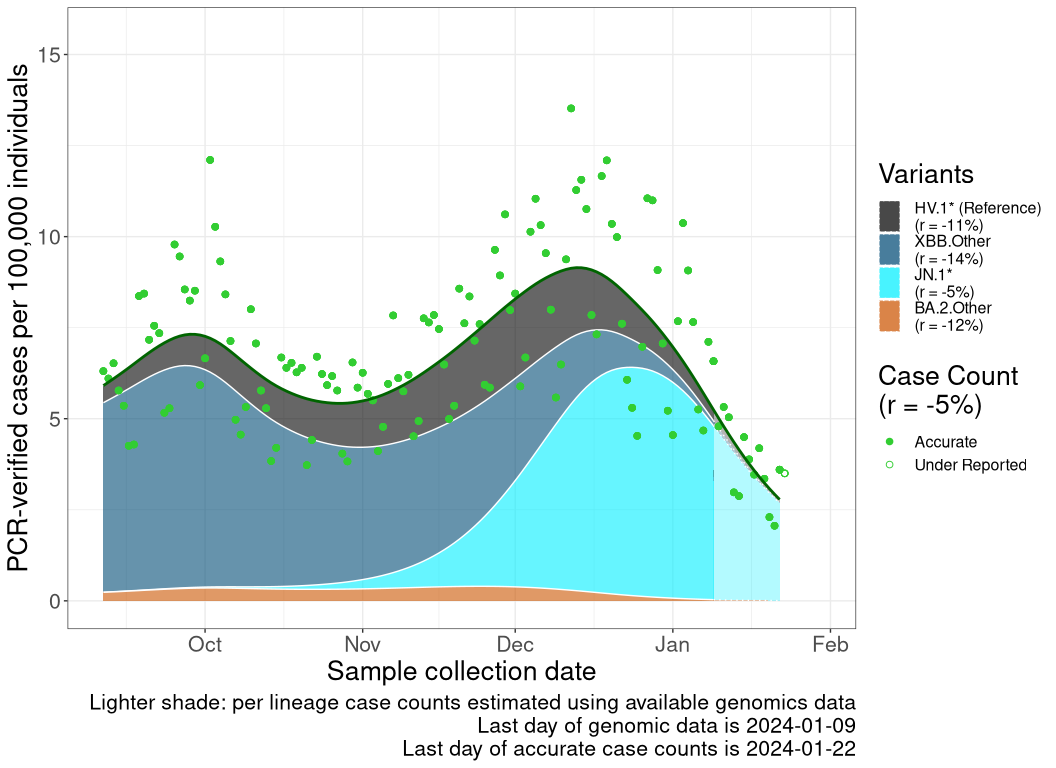 PCR-verified cases per 100,000 individuals
15
10
5
0
Oct
Nov
Dec
Jan
Feb
Sample collection date
Lighter shade: per lineage case counts estimated using available genomics data
Last day of genomic data is 2024-01-09
Last day of accurate case counts is 2024-01-22
Variants
HV.1* (Reference)
(r = -11%)
XBB.Other
(r = -14%)
JN.1*
(r = -5%)
BA.2.Other
(r = -12%)
Case Count
(r = -5%)
Accurate
Under Reported